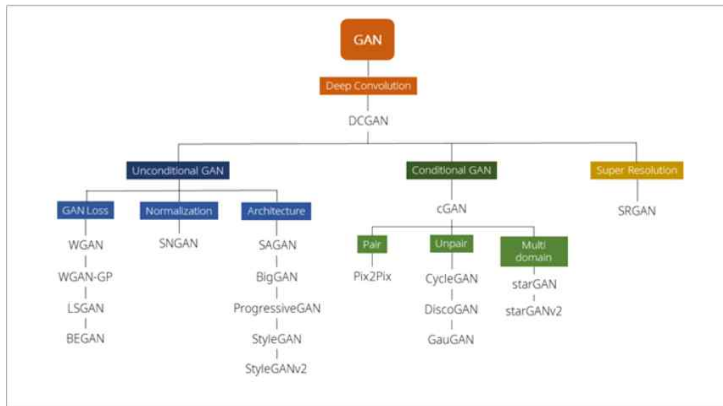 GAN
Deep Convolution
DCGAN
Unconditional GAN
Conditional GAN
Super Resolution
GAN Loss
Normalization
Architecture
cGAN
SRGAN
WGAN
SNGAN
SAGAN
Pair
Unpair
Multi
domain
WGAN-GP
BigGAN
Pix2Pix
CycleGAN
starGAN
LSGAN
ProgressiveGAN
DiscoGAN
starGANv2
BEGAN
StyleGAN
GauGAN
StyleGANv2